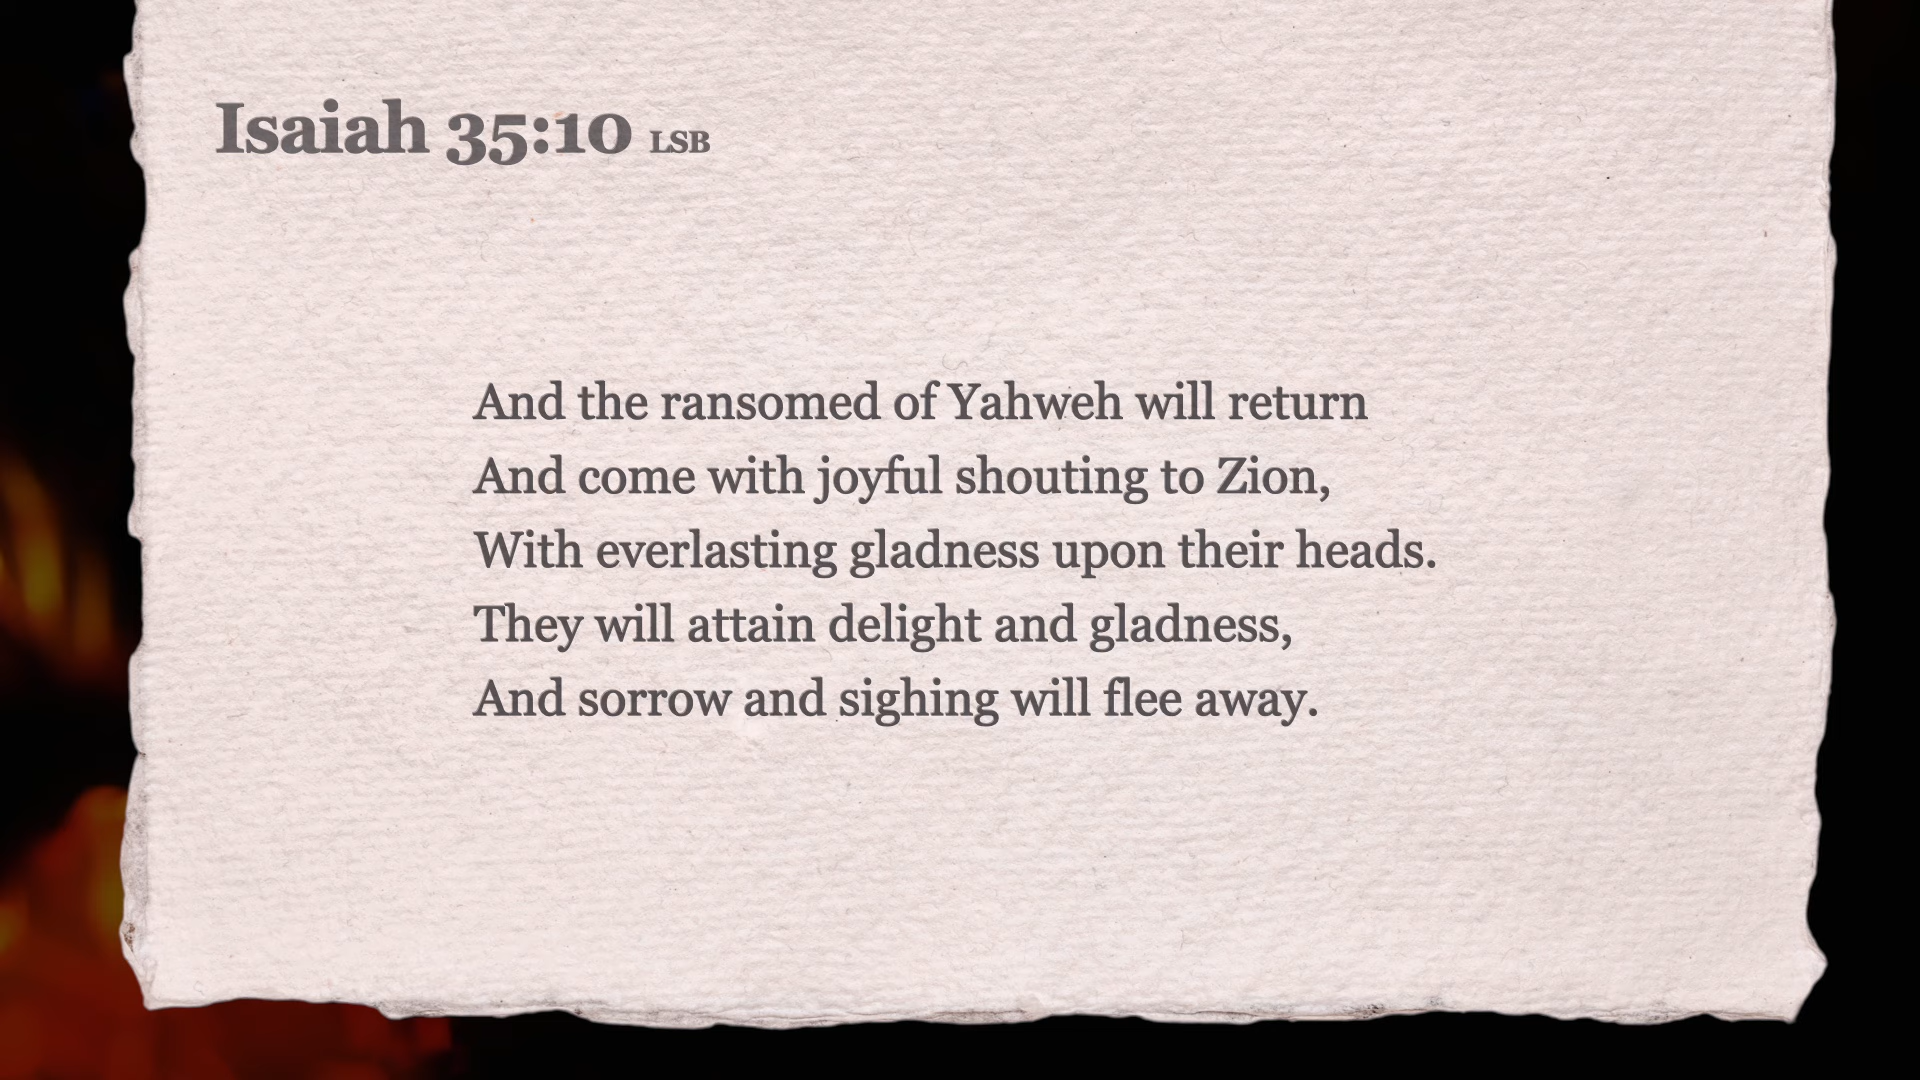 Isaiah 35:10 LSB
And the ransomed of Yahweh will return
And come with joyful shouting to Zion,
With everlasting gladness upon their heads.
They will attain delight and gladness,
And sorrow and sighing will flee away.